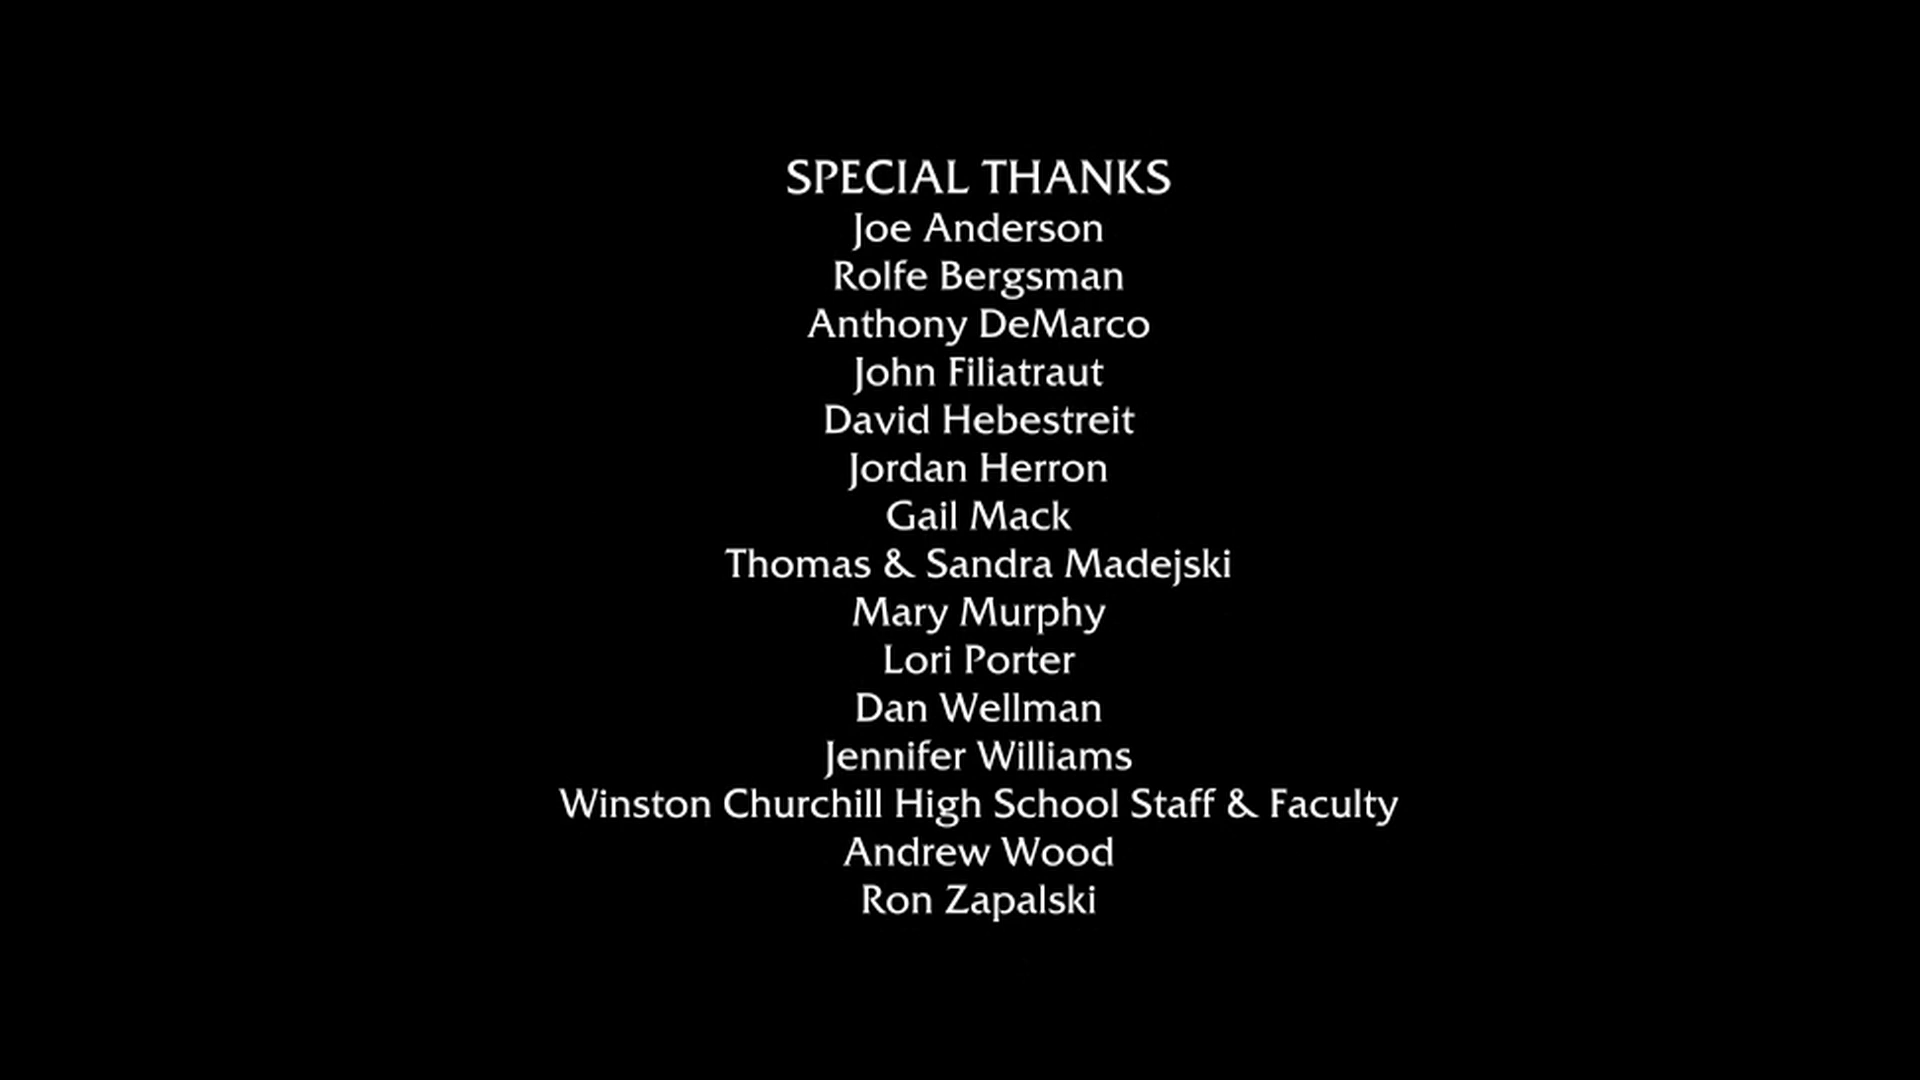 SPECIAL THANKS
Joe Anderson
Rolfe Bergsman
Anthony DeMarco
John Filiatraut
David Hebestreit
Jordan Herron
Gail Mack
Thomas & Sandra Madejski
Mary Murphy
Lori Porter
Dan Wellman
Jennifer Williams
Winston Churchill High School Staff & Faculty
Andrew Wood
Ron Zapalski